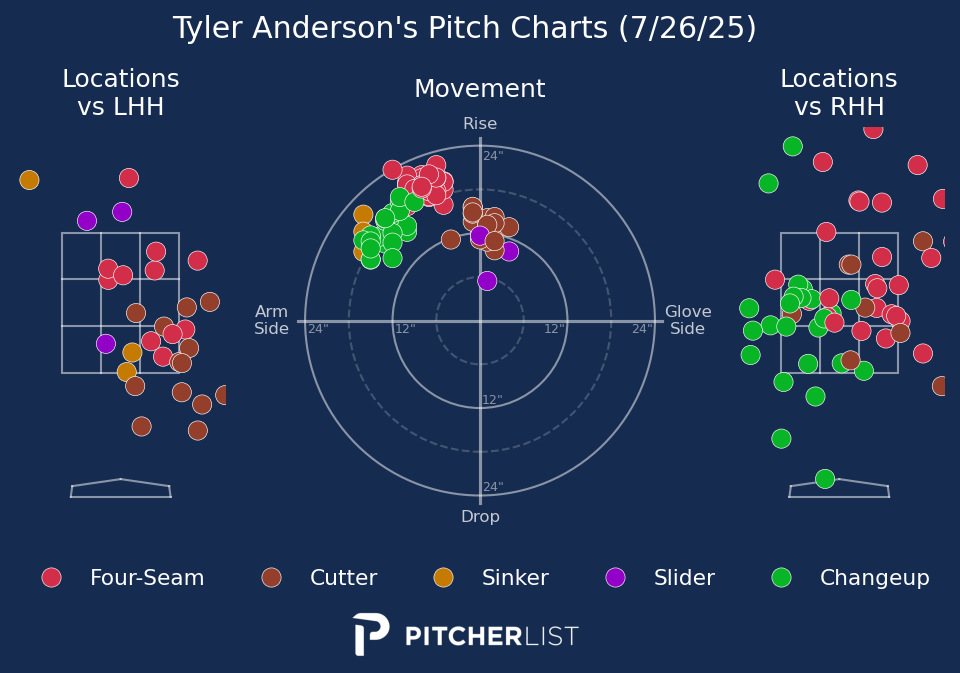 Tyler Anderson's Pitch Charts (7/26/25)
Locations
vs LHH
Movement
Locations
vs RHH
Rise
24"
Arm
Side
24"
12"
12"
24"
Glove
Side
12"
24"
Drop
Four-Seam
Cutter
Sinker
Slider
Changeup
PITCHERLIST